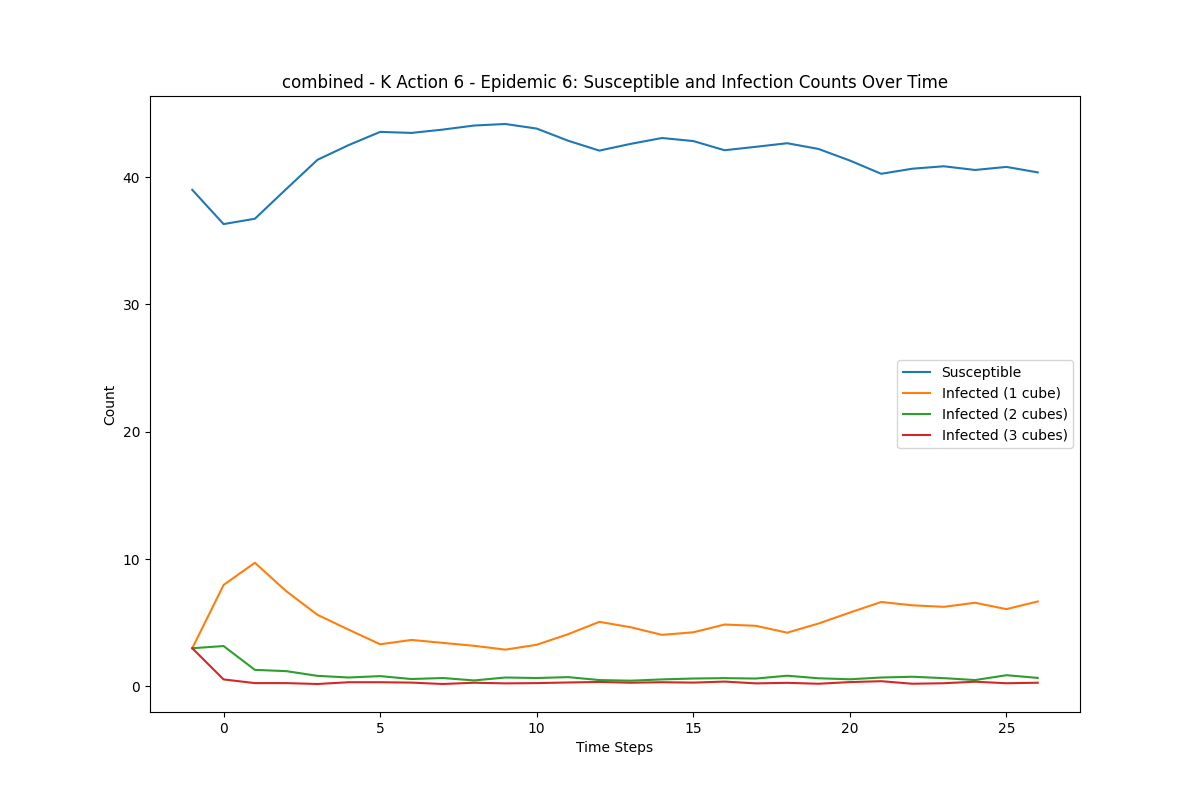 combined - K Action 6 - Epidemic 6: Susceptible and Infection Counts Over Time
40
30
20
10
0
Count
Susceptible
Infected (1 cube)
Infected (2 cubes)
Infected (3 cubes)
0 5 10 15 20 25
Time Steps